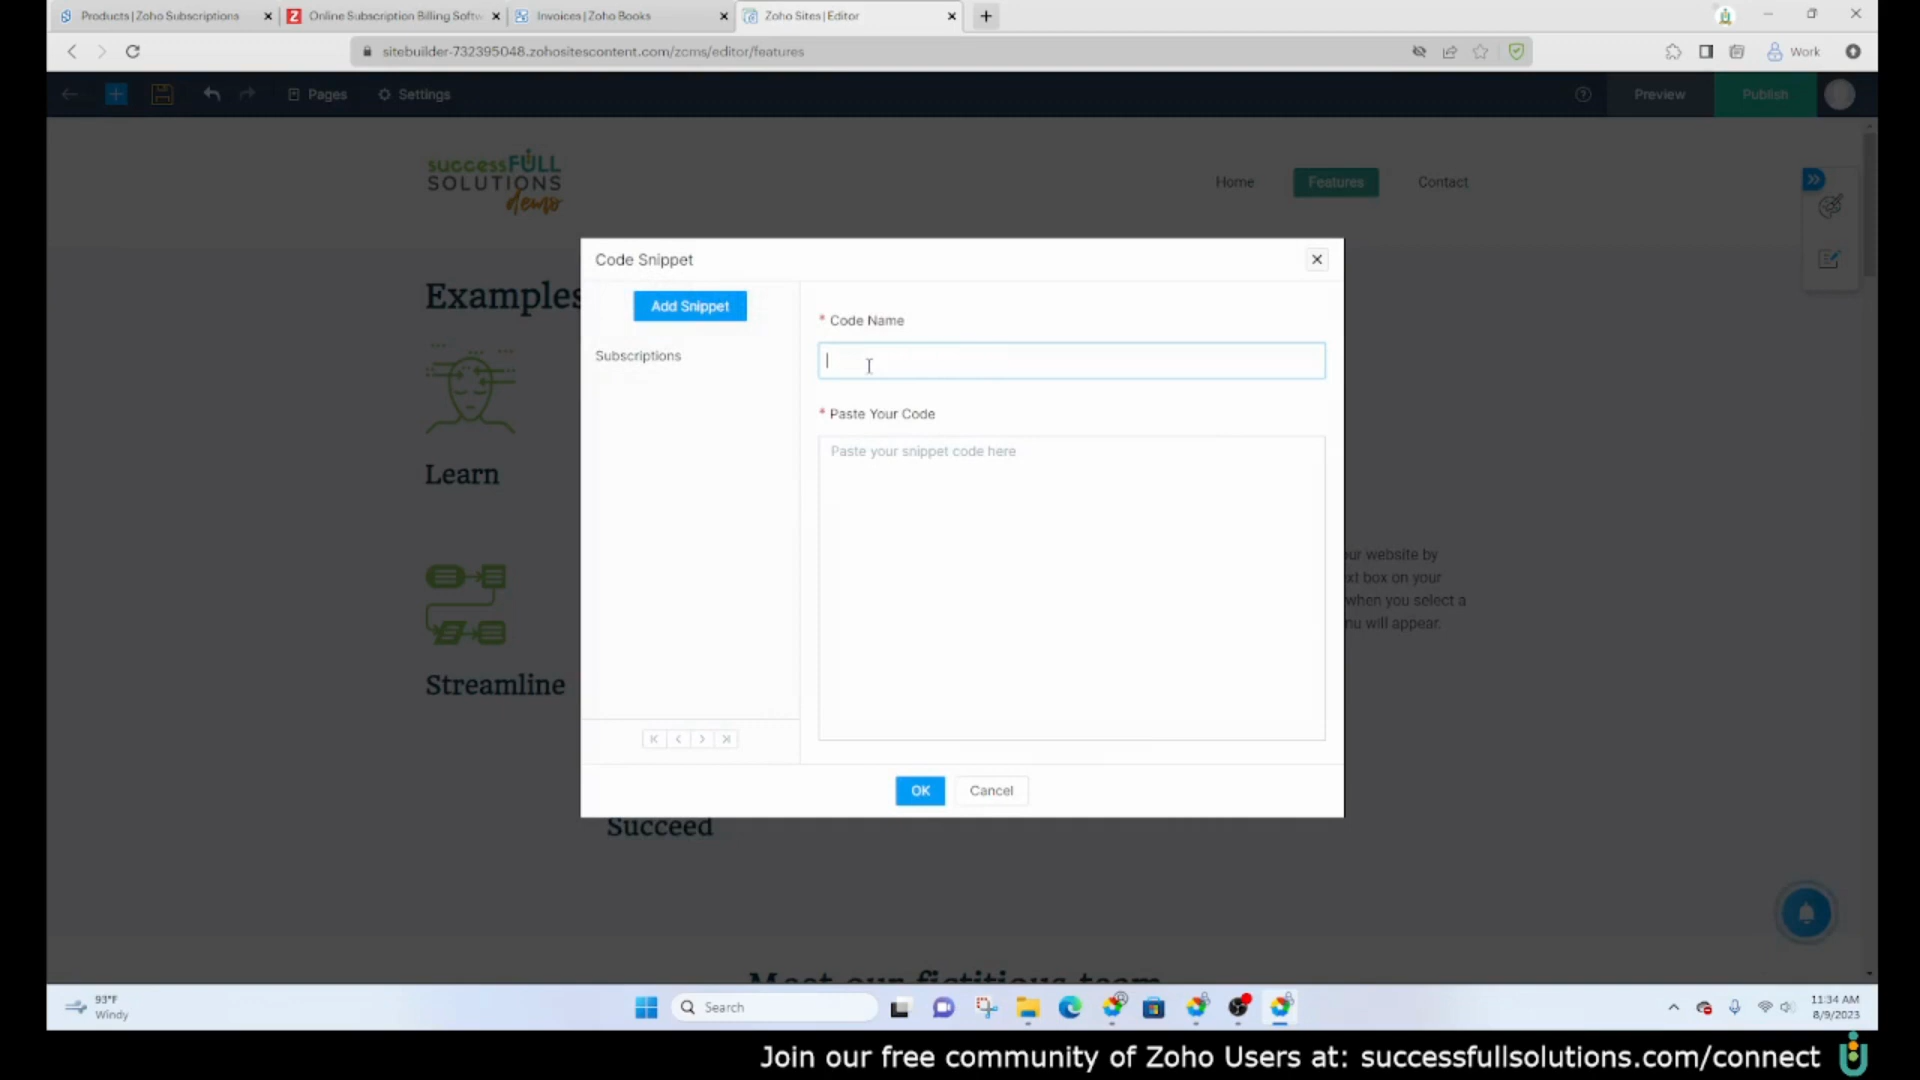 Products | Zoho Subscriptions
Online Subscription Billing Softw
Invoices | Zoho Books
Zoho Sites | Editor
sitebuilder-732395048.zohositescontent.com/zcms/editor/features
Work
Pages
Settings
Preview
Publish
successFULL
SOLUTIONS
demo
Home
Features
Contact
Code Snippet
Add Snippet
Subscriptions
* Code Name
* Paste Your Code
Paste your snippet code here
OK
Cancel
Examples
Learn
Streamline
Succeed
website by
box on your
when you select a
will appear.
93°F
Windy
Search
11:34 AM
8/9/2023
Join our free community of Zoho Users at: successfullsolutions.com/connect